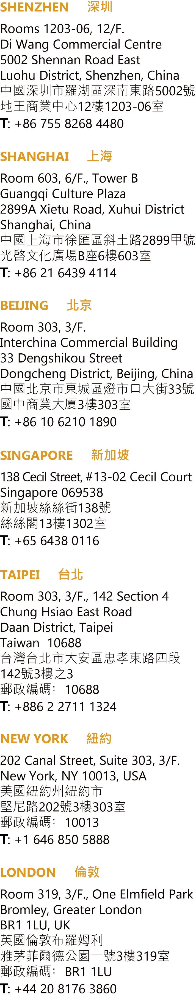 SHENZHEN 深圳
Rooms 1203-06, 12/F.
Di Wang Commercial Centre
5002 Shennan Road East
Luohu District, Shenzhen, China
中國深圳市羅湖區深南東路5002號
地王商業中心12樓1203-06室
T: +86 755 8268 4480
SHANGHAI 上海
Room 603, 6/F., Tower B
Guangqi Culture Plaza
2899A Xietu Road, Xuhui District
Shanghai, China
中國上海市徐匯區斜土路2899甲號
光啓文化廣場B座6樓603室
T: +86 21 6439 4114
BEIJING 北京
Room 303, 3/F.
Interchina Commercial Building
33 Dengshikou Street
Dongcheng District, Beijing, China
中國北京市東城區燈市口大街33號
國中商業大厦3樓303室
T: +86 10 6210 1890
SINGAPORE 新加坡
138 Cecil Street, #13-02 Cecil Court
Singapore 069538
新加坡絲絲街138號
絲絲閣13樓1302室
T: +65 6438 0116
TAIPEI 台北
Room 303, 3/F., 142 Section 4
Chung Hsiao East Road
Daan District, Taipei
Taiwan 10688
台灣台北市大安區忠孝東路四段
142號3樓之3
郵政編碼： 10688
T: +886 2 2711 1324
NEW YORK 紐約
202 Canal Street, Suite 303, 3/F.
New York, NY 10013, USA
美國紐約州紐約市
堅尼路202號3樓303室
郵政編碼： 10013
T: +1 646 850 5888
LONDON 倫敦
Room 319, 3/F., One Elmfield Park
Bromley, Greater London
BR1 1LU, UK
英國倫敦布羅姆利
雅茅菲爾德公園一號3樓319室
郵政編碼： BR1 1LU
T: +44 20 8176 3860